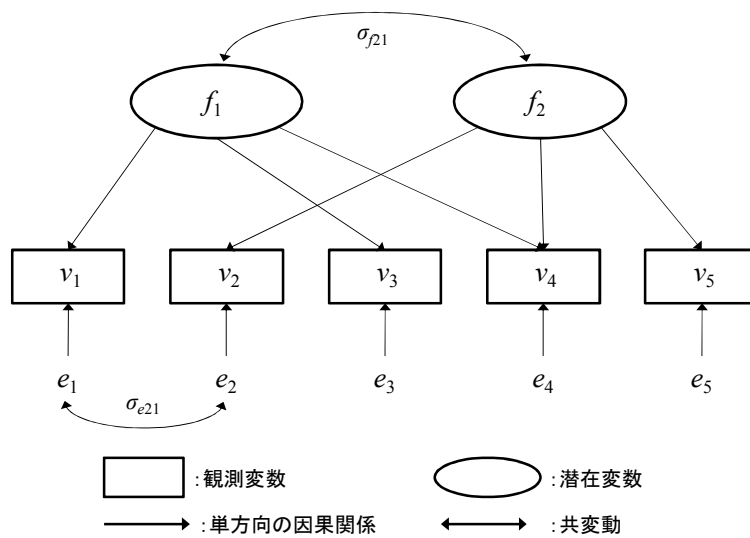 σf21
f1 f2
v1 v2 v3 v4 v5
e1 e2 e3 e4 e5
σe21
:観測変数 :潜在変数
:単方向の因果関係 :共変動